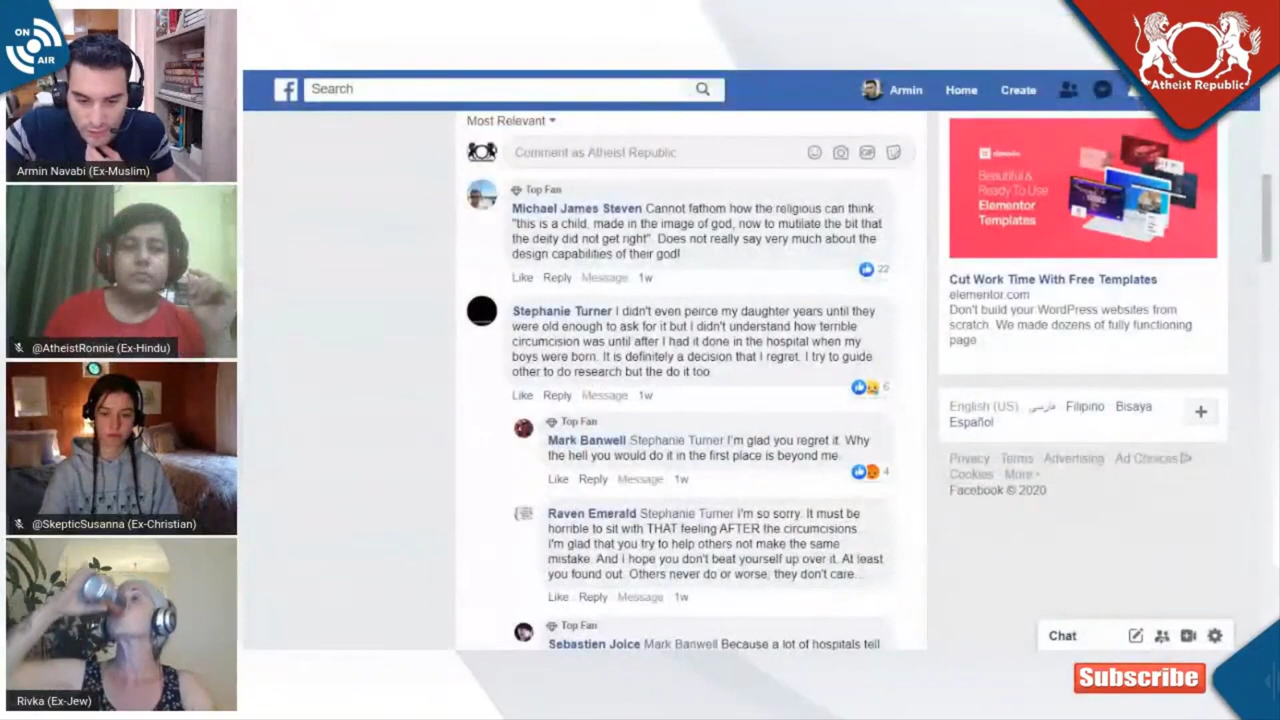 ON
AIR
Armin Navabi (Ex-Muslim)
@AtheistRonnie (Ex-Hindu)
@SkepticSusanna (Ex-Christian)
Rivka (Ex-Jew)
Search
Armin
Home
Create
Atheist Republic
Most Relevant
Comment as Atheist Republic
GIF
Top Fan
Michael James Steven Cannot fathom how the religious can think
"this is a child, made in the image of god, now to mutilate the bit that
the deity did not get right". Does not really say very much about the
design capabilities of their god!
22
Like Reply Message 1w
Stephanie Turner I didn't even peirce my daughter years until they
were old enough to ask for it but I didn't understand how terrible
circumcision was until after I had it done in the hospital when my
boys were born. It is definitely a decision that I regret. I try to guide
other to do research but the do it too
6
Like Reply Message 1w
Top Fan
Mark Banwell Stephanie Turner I'm glad you regret it. Why
the hell you would do it in the first place is beyond me.
4
Like Reply Message 1w
Raven Emerald Stephanie Turner I'm so sorry. It must be
horrible to sit with THAT feeling AFTER the circumcisions.
I'm glad that you try to help others not make the same
mistake. And i hope you don't beat yourself up over it. At least
you found out. Others never do or worse, they don't care...
Like Reply Message 1w
Top Fan
Sebastien Joice Mark Banwell Because a lot of hospitals tell
elementor
Beautiful &
Ready To Use
Elementor
Templates
Cut Work Time With Free Templates
elementor.com
Don't build your WordPress websites from
scratch. We made dozens of fully functioning
page
English (US) فارسی Filipino Bisaya
Español
Privacy Terms Advertising Ad Choices
Cookies More
Facebook © 2020
Chat
Subscribe